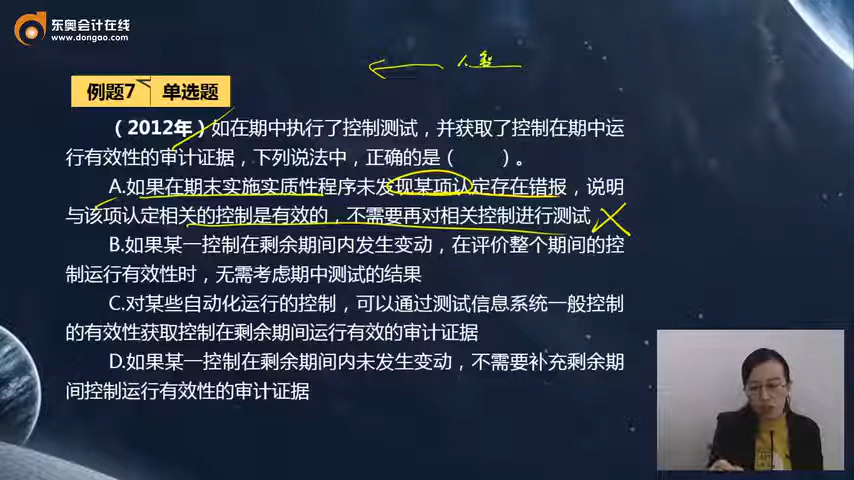 东奥会计在线
www.dongao.com
例题7 单选题
（2012年）如在期中执行了控制测试，并获取了控制在期中运
行有效性的审计证据，下列说法中，正确的是（　　）。
A.如果在期末实施实质性程序未发现某项认定存在错报，说明
与该项认定相关的控制是有效的，不需要再对相关控制进行测试
B.如果某一控制在剩余期间内发生变动，在评价整个期间的控
制运行有效性时，无需考虑期中测试的结果
C.对某些自动化运行的控制，可以通过测试信息系统一般控制
的有效性获取控制在剩余期间运行有效的审计证据
D.如果某一控制在剩余期间内未发生变动，不需要补充剩余期
间控制运行有效性的审计证据